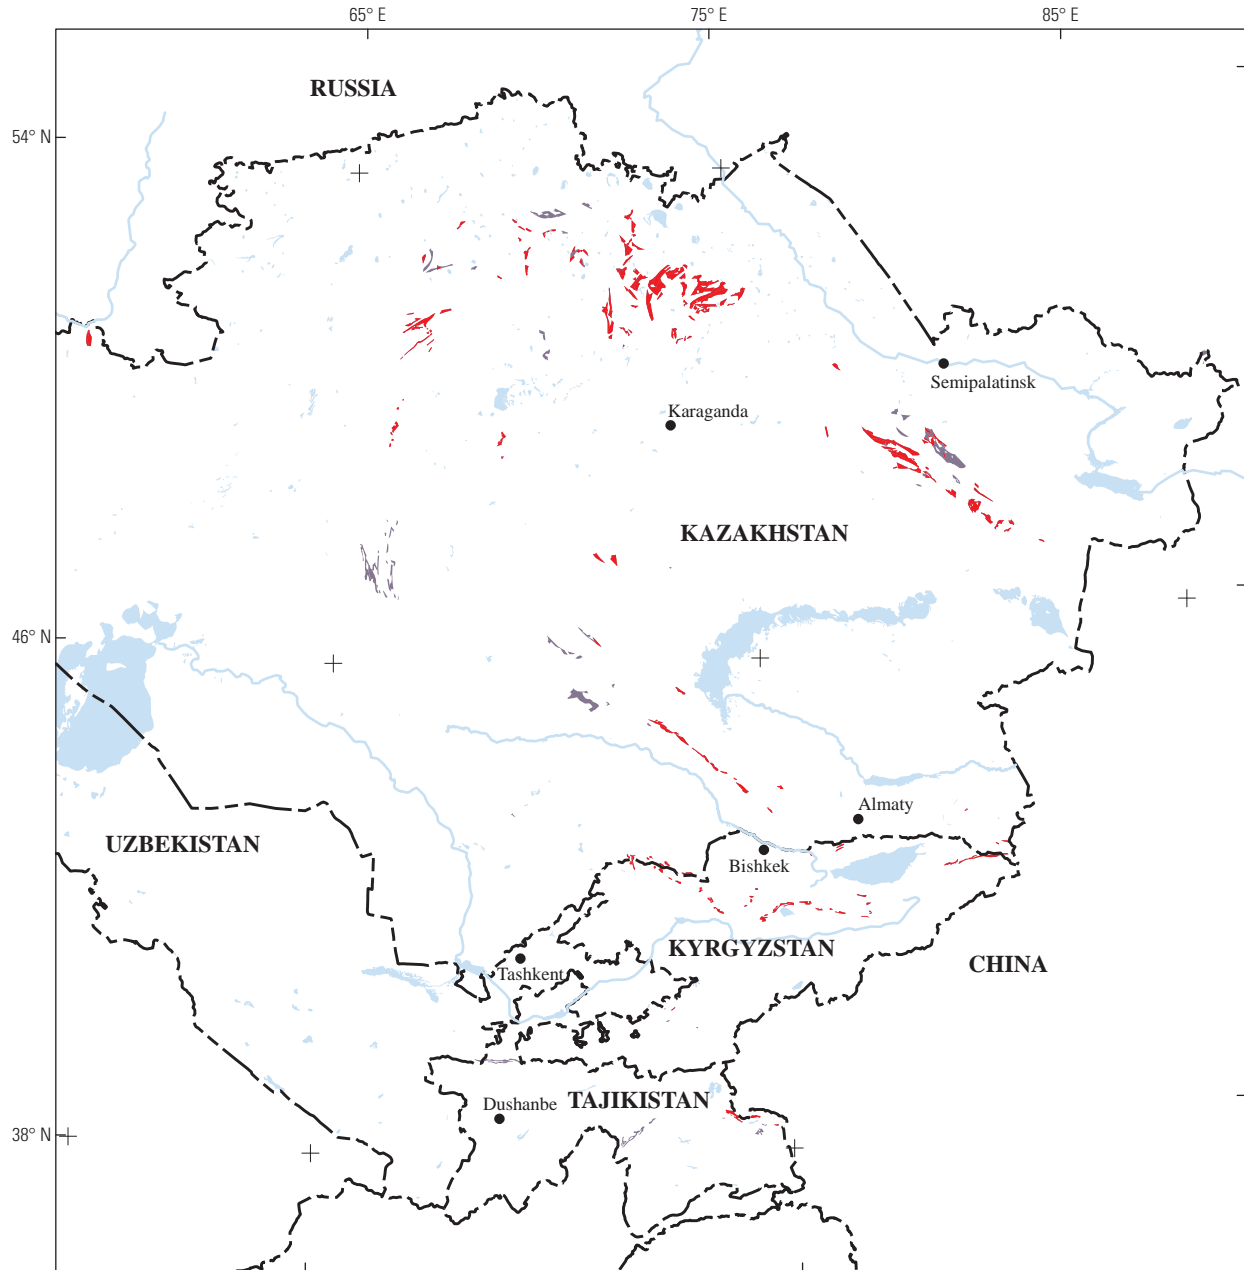 65° E
75° E
85° E
RUSSIA
54° N
Semipalatinsk
Karaganda
KAZAKHSTAN
46° N
Almaty
UZBEKISTAN
Bishkek
KYRGYZSTAN
CHINA
Tashkent
TAJIKISTAN
Dushanbe
38° N